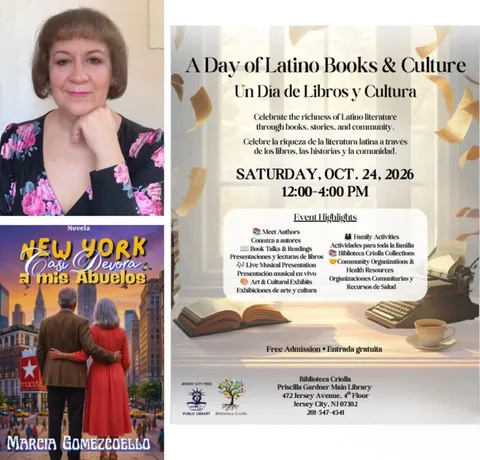 A Day of Latino Books & Culture
Un Día de Libros y Cultura
Celebrate the richness of Latino literature
through books, stories, and community.
Celebre la riqueza de la literatura latina a través
de los libros, las historias y la comunidad.
SATURDAY, OCT. 24, 2026
12:00-4:00 PM
Event Highlights
📚 Meet Authors
Conozca a autores
📖 Book Talks & Readings
Presentaciones y lecturas de libros
🎶 Live Musical Presentation
Presentación musical en vivo
🎨 Art & Cultural Exhibits
Exhibiciones de arte y cultura
👪 Family Activities
Actividades para toda la familia
📚 Biblioteca Criolla Collections
🤝 Community Organizations &
Health Resources
Organizaciones Comunitarias y
Recursos de Salud
Free Admission • Entrada gratuita
JERSEY CITY FREE
PUBLIC LIBRARY
Biblioteca Criolla
Biblioteca Criolla
Priscilla Gardner Main Library
472 Jersey Avenue, 4th Floor
Jersey City, NJ 07302
201-547-4541
Novela
NEW YORK
Casi Devora
a mis Abuelos
MARCIA GOMEZCOELLO